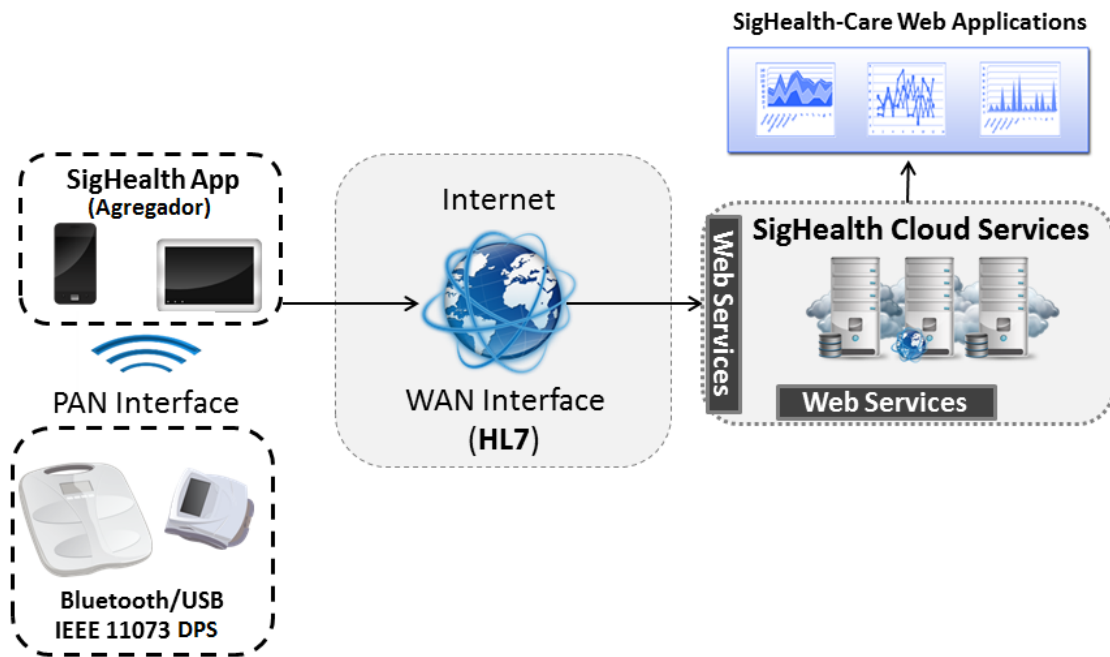 SigHealth-Care Web Applications
SigHealth App
(Agregador)
PAN Interface
Bluetooth/USB
IEEE 11073 DPS
Internet
WAN Interface
(HL7)
Web Services
SigHealth Cloud Services
Web Services